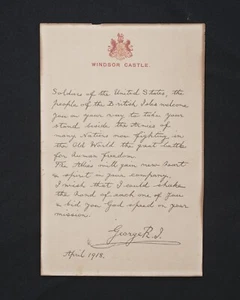 WINDSOR CASTLE.
Soldiers of the United States, the
people of the British Isles welcome
you on your way to take your
stand beside the Armies of
many Nations now fighting in
the Old World the great battle
for human freedom.
The Allies will gain new heart
& spirit in your company.
I wish that I could shake
the hand of each one of you
& bid you God speed on your
mission.
George R.I.
April 1918.